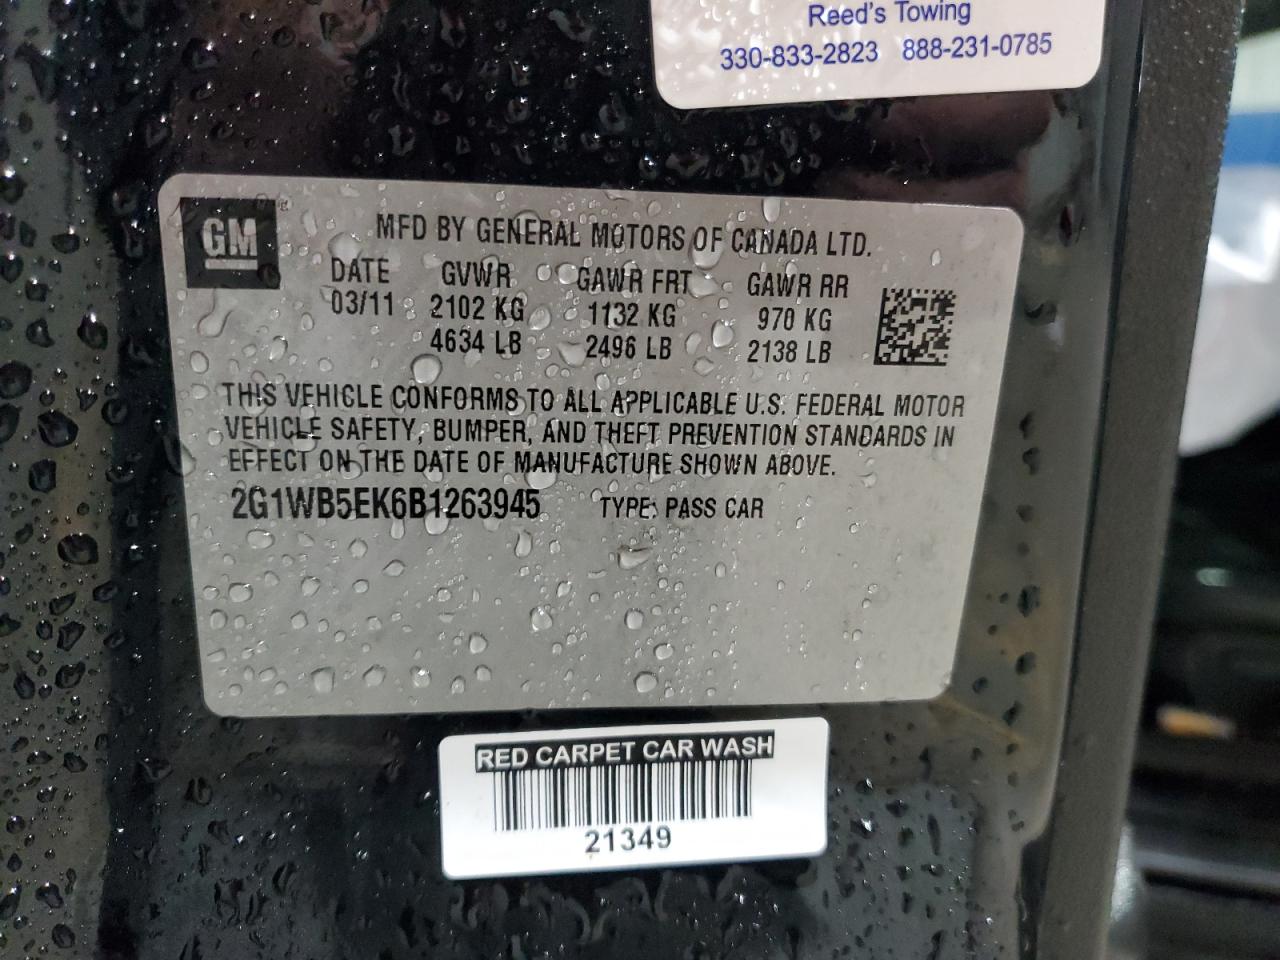 Reed's Towing
330-833-2823 888-231-0785
GM
MFD BY GENERAL MOTORS OF CANADA LTD.
DATE GVWR GAWR FRT GAWR RR
03/11 2102 KG 1132 KG 970 KG
4634 LB 2496 LB 2138 LB
THIS VEHICLE CONFORMS TO ALL APPLICABLE U.S. FEDERAL MOTOR
VEHICLE SAFETY, BUMPER, AND THEFT PREVENTION STANDARDS IN
EFFECT ON THE DATE OF MANUFACTURE SHOWN ABOVE.
2G1WB5EK6B1263945 TYPE: PASS CAR
RED CARPET CAR WASH
21349